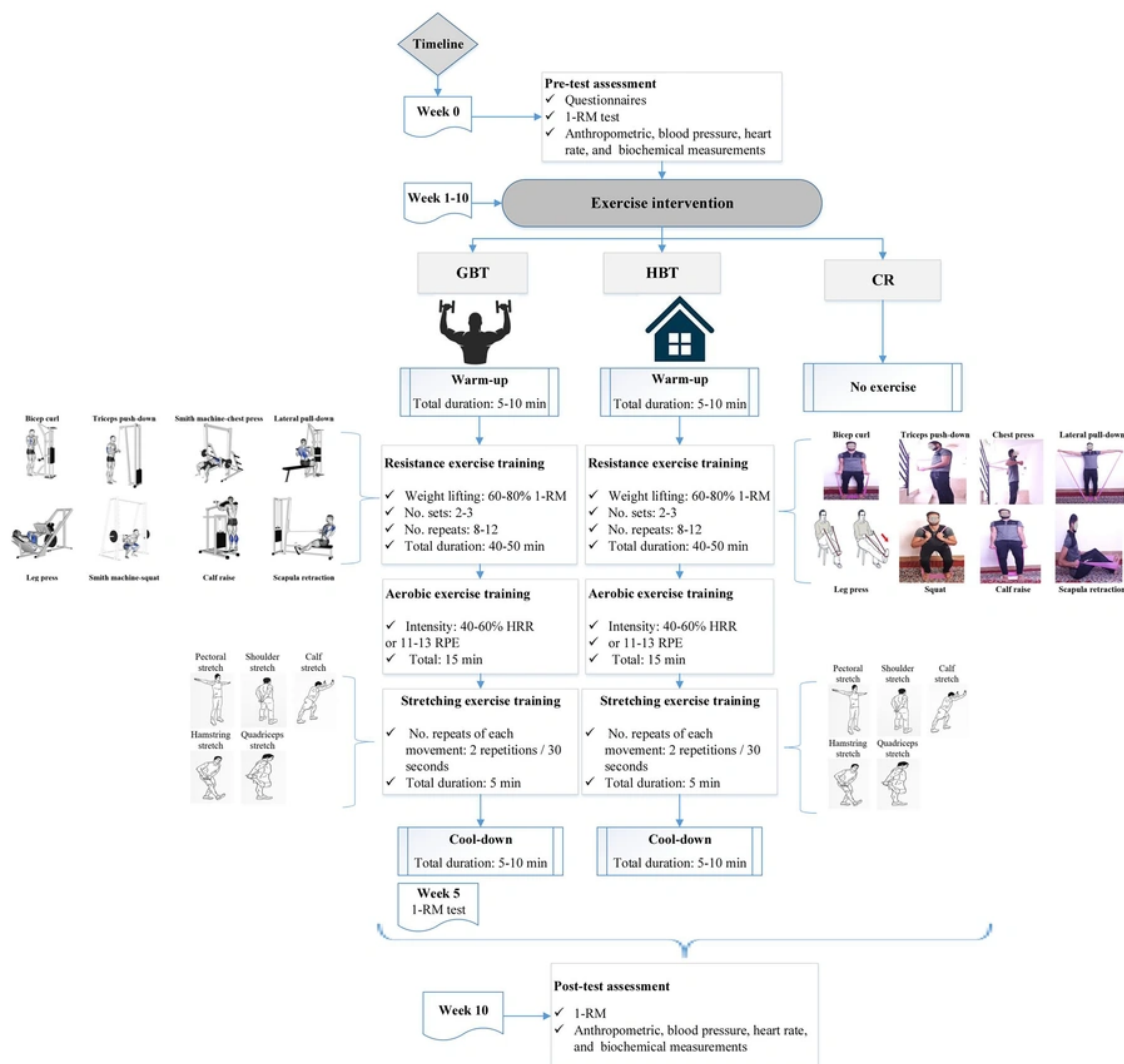 Timeline
Week 0
Pre-test assessment
✓ Questionnaires
✓ 1-RM test
✓ Anthropometric, blood pressure, heart
rate, and biochemical measurements
Week 1-10
Exercise intervention
GBT
HBT
CR
Warm-up
Total duration: 5-10 min
Warm-up
Total duration: 5-10 min
No exercise
Bicep curl
Triceps push-down
Smith machine-chest press
Lateral pull-down
Leg press
Smith machine-squat
Calf raise
Scapula retraction
Resistance exercise training
✓ Weight lifting: 60-80% 1-RM
✓ No. sets: 2-3
✓ No. repeats: 8-12
✓ Total duration: 40-50 min
Resistance exercise training
✓ Weight lifting: 60-80% 1-RM
✓ No. sets: 2-3
✓ No. repeats: 8-12
✓ Total duration: 40-50 min
Bicep curl
Triceps push-down
Chest press
Lateral pull-down
Leg press
Squat
Calf raise
Scapula retraction
Aerobic exercise training
✓ Intensity: 40-60% HRR
or 11-13 RPE
✓ Total: 15 min
Aerobic exercise training
✓ Intensity: 40-60% HRR
✓ or 11-13 RPE
✓ Total: 15 min
Pectoral
stretch
Shoulder
stretch
Calf
stretch
Hamstring
stretch
Quadriceps
stretch
Stretching exercise training
✓ No. repeats of each
movement: 2 repetitions / 30
seconds
✓ Total duration: 5 min
Stretching exercise training
✓ No. repeats of each
movement: 2 repetitions / 30
seconds
✓ Total duration: 5 min
Pectoral
stretch
Shoulder
stretch
Calf
stretch
Hamstring
stretch
Quadriceps
stretch
Cool-down
Total duration: 5-10 min
Cool-down
Total duration: 5-10 min
Week 5
1-RM test
Week 10
Post-test assessment
✓ 1-RM
✓ Anthropometric, blood pressure, heart rate,
and biochemical measurements